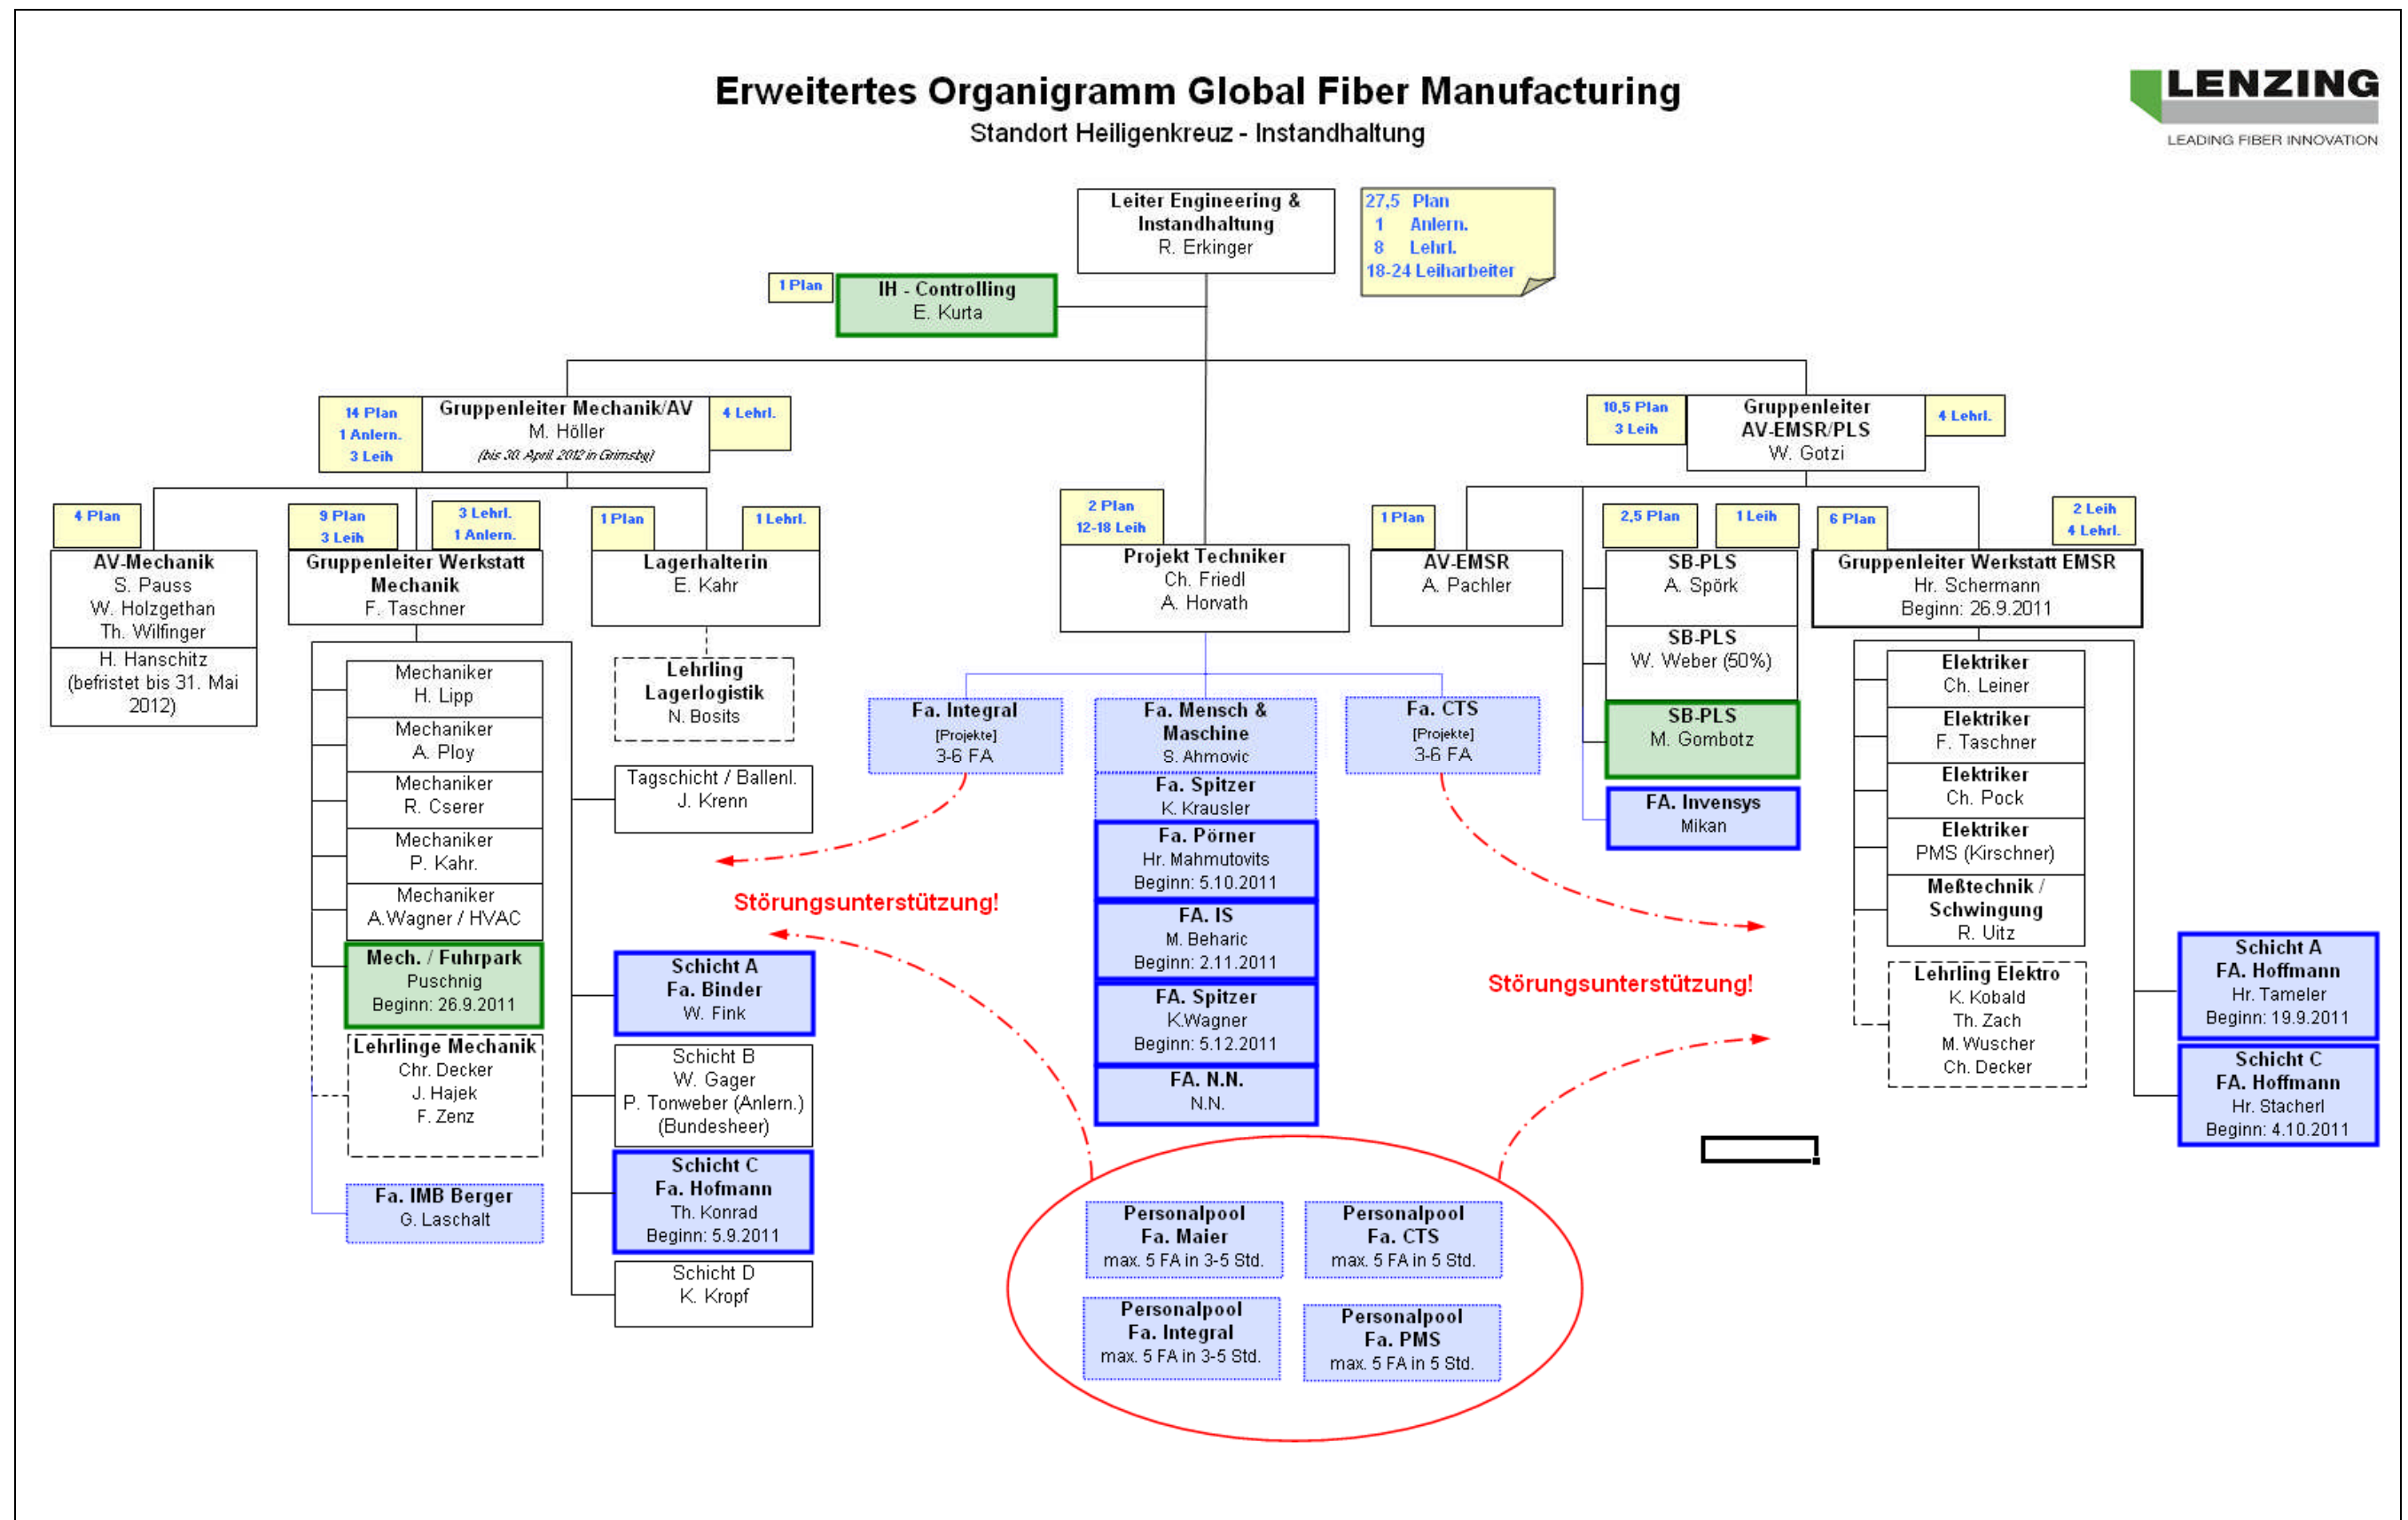 Erweitertes Organigramm Global Fiber Manufacturing
Standort Heiligenkreuz - Instandhaltung
LENZING
LEADING FIBER INNOVATION
Leiter Engineering &
Instandhaltung
R. Erkinger
27,5 Plan
1 Anlern.
8 Lehrl.
18-24 Leiharbeiter
1 Plan
IH - Controlling
E. Kurta
14 Plan
1 Anlern.
3 Leih
Gruppenleiter Mechanik/AV
M. Höller
(bis 30. April 2012 in Grimsby)
4 Lehrl.
10,5 Plan
3 Leih
Gruppenleiter
AV-EMSR/PLS
W. Gotzi
4 Lehrl.
4 Plan
AV-Mechanik
S. Pauss
W. Holzgethan
Th. Wilfinger
H. Hanschitz
(befristet bis 31. Mai
2012)
9 Plan
3 Leih
3 Lehrl.
1 Anlern.
Gruppenleiter Werkstatt
Mechanik
F. Taschner
Mechaniker
H. Lipp
Mechaniker
A. Ploy
Mechaniker
R. Cserer
Mechaniker
P. Kahr.
Mechaniker
A.Wagner / HVAC
Mech. / Fuhrpark
Puschnig
Beginn: 26.9.2011
Lehrlinge Mechanik
Chr. Decker
J. Hajek
F. Zenz
Fa. IMB Berger
G. Laschalt
1 Plan
1 Lehrl.
Lagerhalterin
E. Kahr
Lehrling
Lagerlogistik
N. Bosits
Tagschicht / Ballenl.
J. Krenn
Schicht A
Fa. Binder
W. Fink
Schicht B
W. Gager
P. Tonweber (Anlern.)
(Bundesheer)
Schicht C
Fa. Hofmann
Th. Konrad
Beginn: 5.9.2011
Schicht D
K. Kropf
2 Plan
12-18 Leih
Projekt Techniker
Ch. Friedl
A. Horvath
Fa. Integral
[Projekte]
3-6 FA
Fa. Mensch &
Maschine
S. Ahmovic
Fa. Spitzer
K. Krausler
Fa. Pörner
Hr. Mahmutovits
Beginn: 5.10.2011
FA. IS
M. Beharic
Beginn: 2.11.2011
FA. Spitzer
K.Wagner
Beginn: 5.12.2011
FA. N.N.
N.N.
Fa. CTS
[Projekte]
3-6 FA
Störungsunterstützung!
Störungsunterstützung!
Personalpool
Fa. Maier
max. 5 FA in 3-5 Std.
Personalpool
Fa. CTS
max. 5 FA in 5 Std.
Personalpool
Fa. Integral
max. 5 FA in 3-5 Std.
Personalpool
Fa. PMS
max. 5 FA in 5 Std.
1 Plan
AV-EMSR
A. Pachler
2,5 Plan
1 Leih
SB-PLS
A. Spörk
SB-PLS
W. Weber (50%)
SB-PLS
M. Gombotz
FA. Invensys
Mikan
6 Plan
2 Leih
4 Lehrl.
Gruppenleiter Werkstatt EMSR
Hr. Schermann
Beginn: 26.9.2011
Elektriker
Ch. Leiner
Elektriker
F. Taschner
Elektriker
Ch. Pock
Elektriker
PMS (Kirschner)
Meßtechnik /
Schwingung
R. Uitz
Lehrling Elektro
K. Kobald
Th. Zach
M. Wuscher
Ch. Decker
Schicht A
FA. Hoffmann
Hr. Tameler
Beginn: 19.9.2011
Schicht C
FA. Hoffmann
Hr. Stacherl
Beginn: 4.10.2011